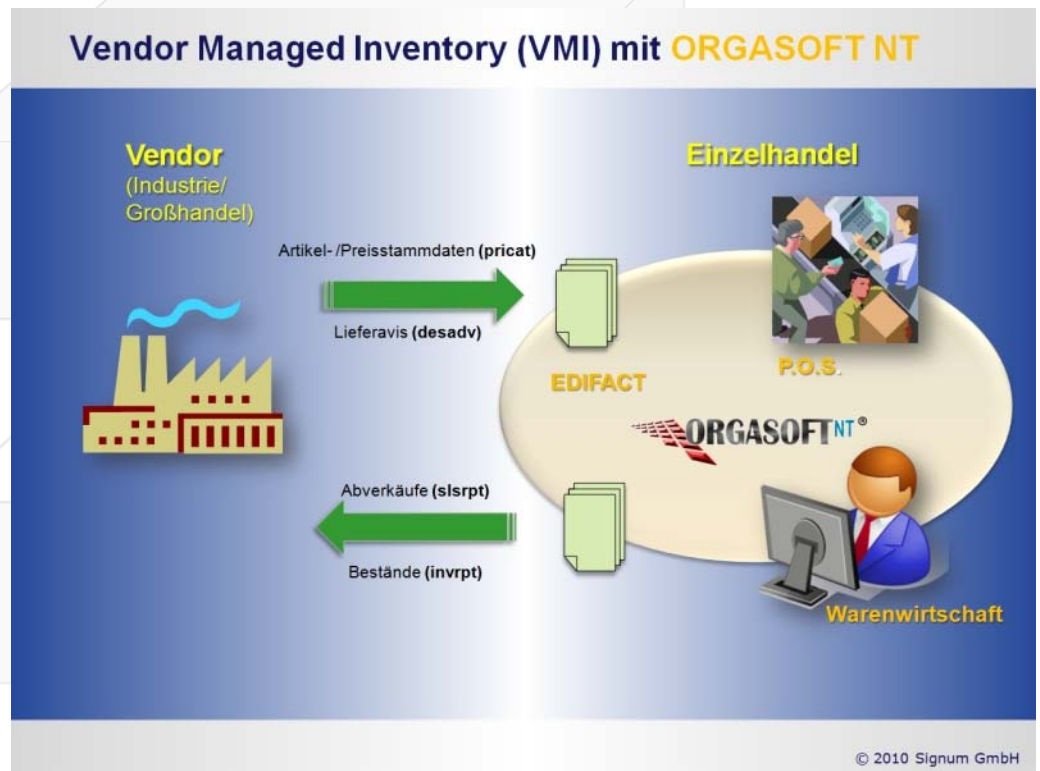 Vendor Managed Inventory (VMI) mit ORGASOFT NT
Vendor
(Industrie/
Großhandel)
Einzelhandel
Artikel- /Preisstammdaten (pricat)
Lieferavis (desadv)
EDIFACT
P.O.S.
ORGASOFT NT ®
Abverkäufe (slsrpt)
Bestände (invrpt)
Warenwirtschaft
© 2010 Signum GmbH